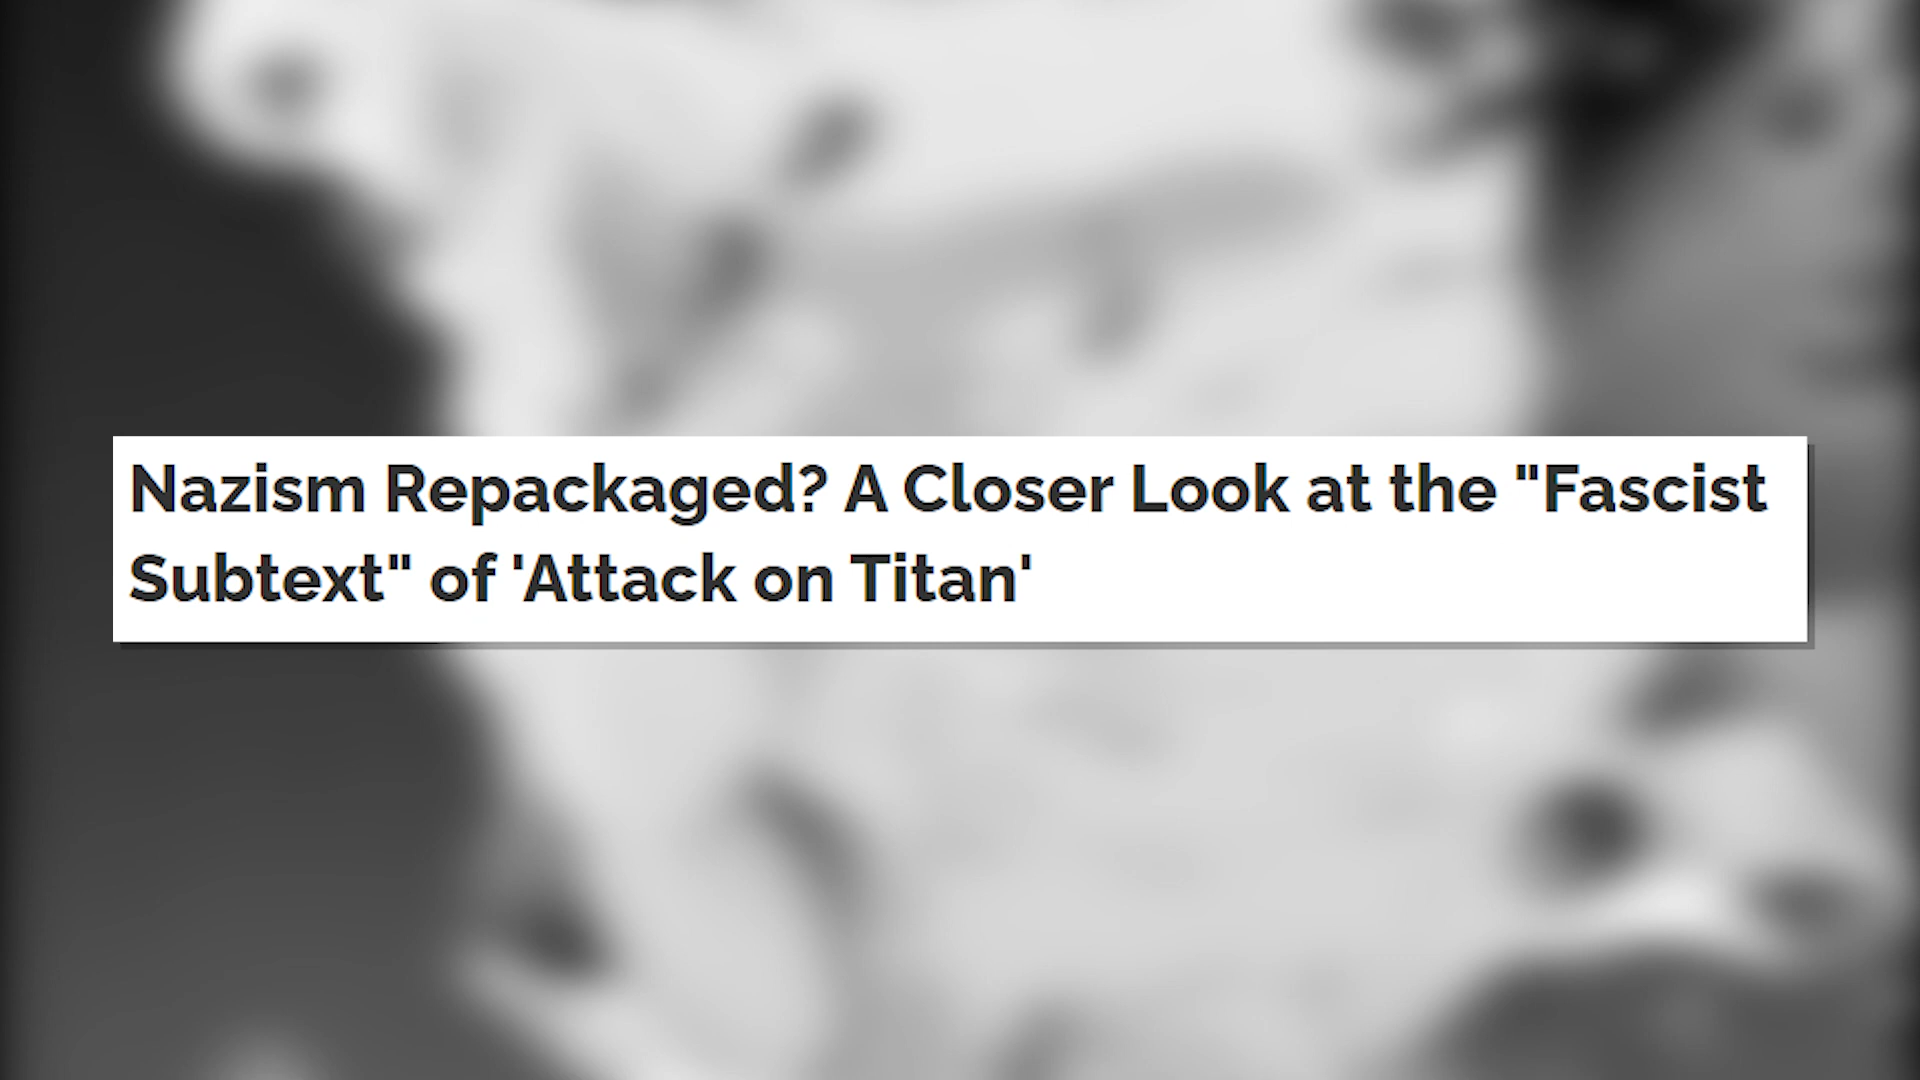 Nazism Repackaged? A Closer Look at the "Fascist
Subtext" of 'Attack on Titan'